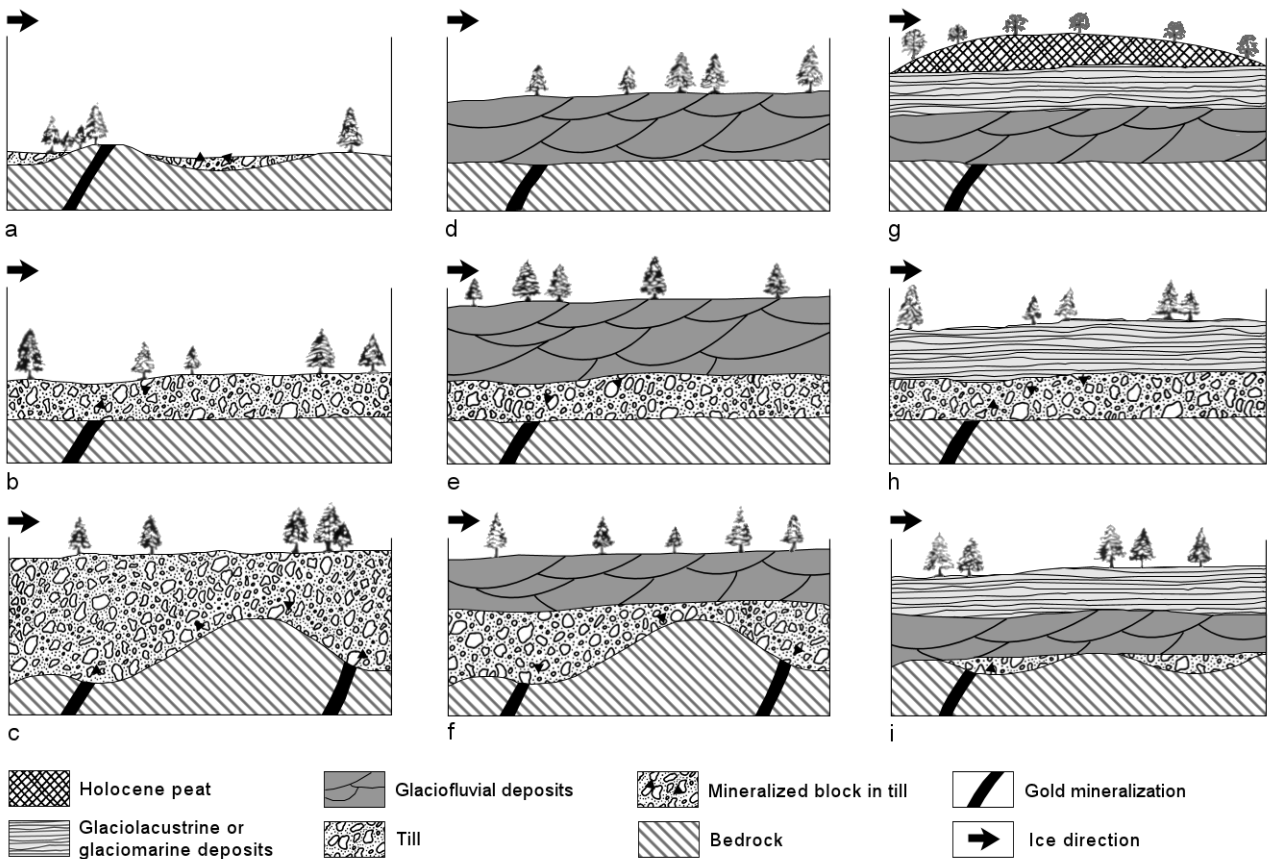 a
d
g
b
e
h
c
f
i
Holocene peat
Glaciofluvial deposits
Mineralized block in till
Gold mineralization
Glaciolacustrine or
glaciomarine deposits
Till
Bedrock
Ice direction